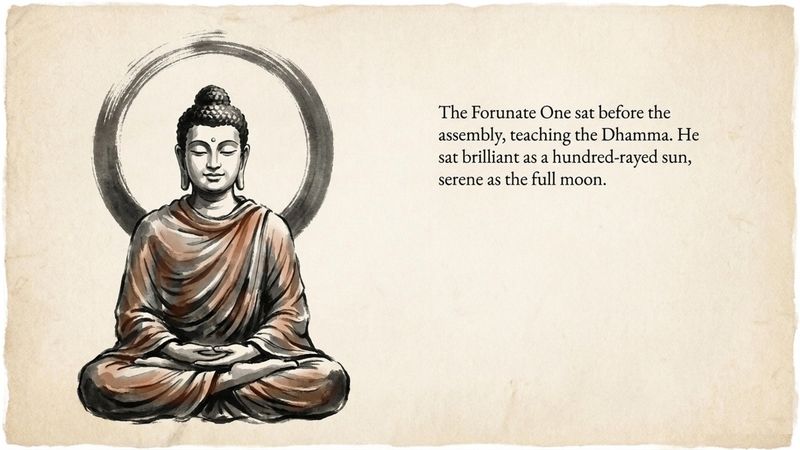 The Forunate One sat before the
assembly, teaching the Dhamma. He
sat brilliant as a hundred-rayed sun,
serene as the full moon.